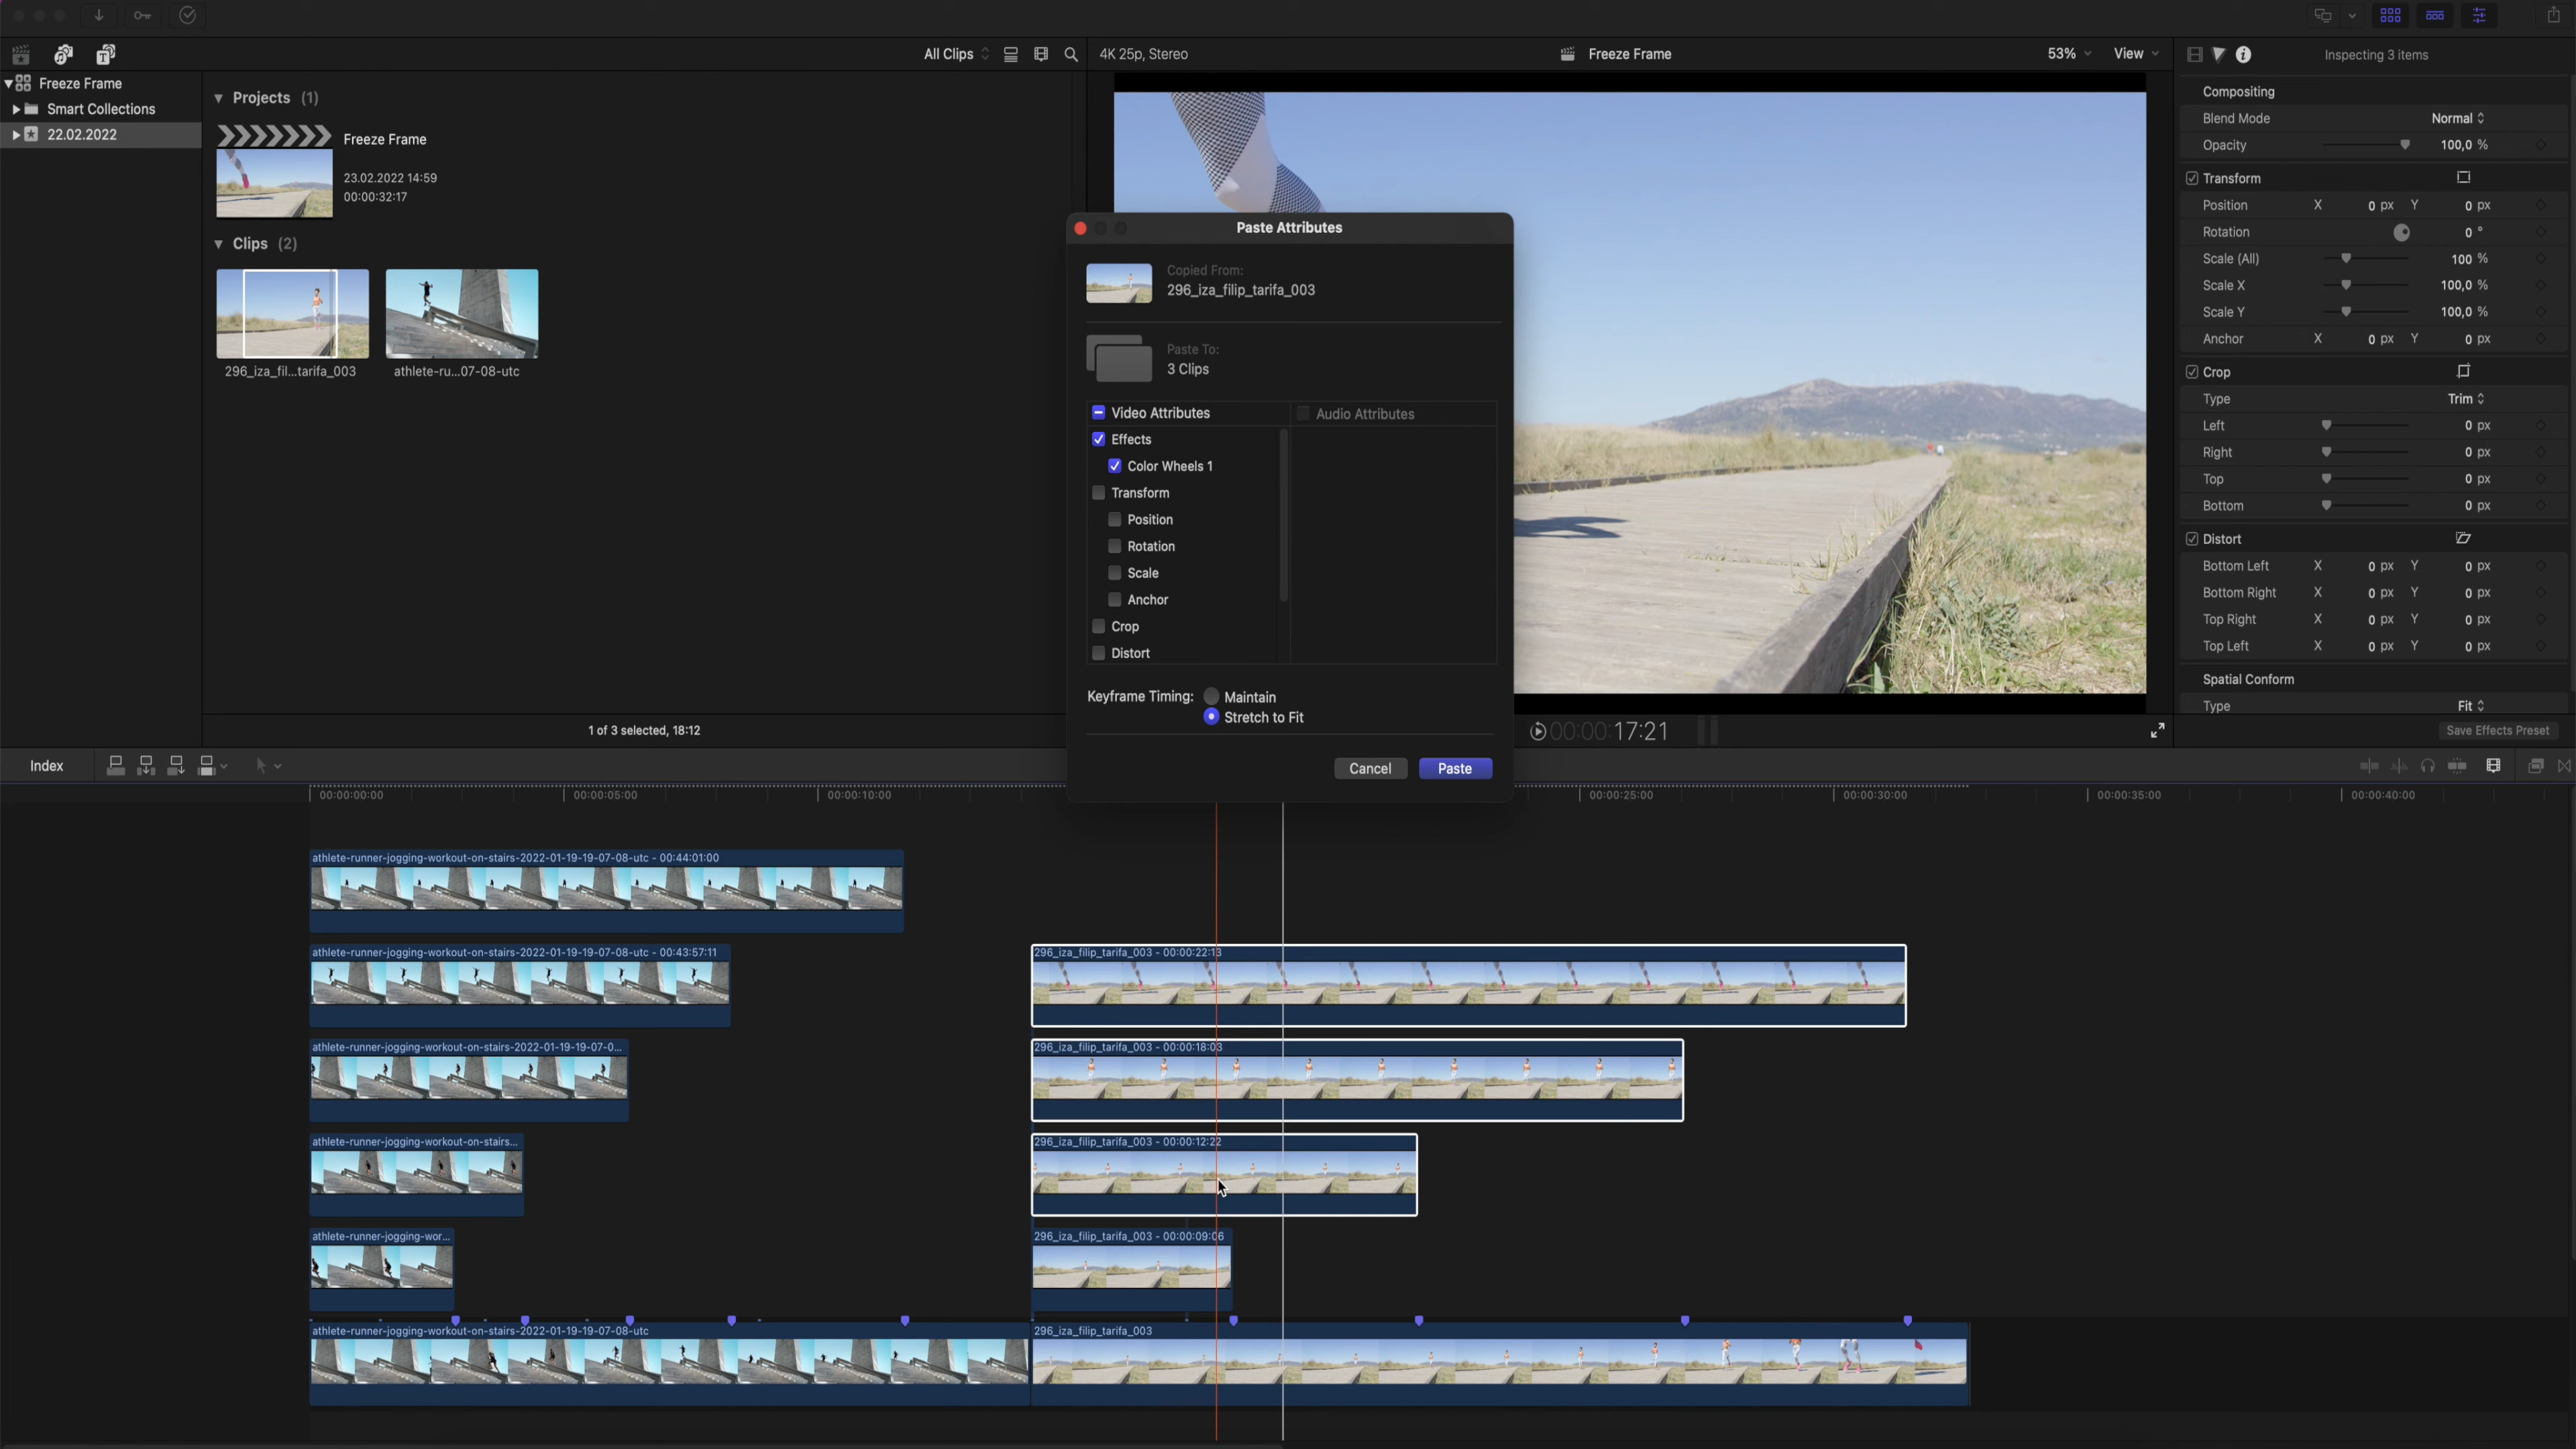 All Clips
4K 25p, Stereo
Freeze Frame
53%
View
Inspecting 3 items
Freeze Frame
Smart Collections
22.02.2022
Projects (1)
Freeze Frame
23.02.2022 14:59
00:00:32:17
Clips (2)
296_iza_fil...tarifa_003
athlete-ru...07-08-utc
1 of 3 selected, 18:12
Paste Attributes
Copied From:
296_iza_filip_tarifa_003
Paste To:
3 Clips
Video Attributes
Audio Attributes
Effects
Color Wheels 1
Transform
Position
Rotation
Scale
Anchor
Crop
Distort
Keyframe Timing:
Maintain
Stretch to Fit
Cancel
Paste
00:00:00:17:21
Compositing
Blend Mode Normal
Opacity 100,0 %
Transform
Position X 0 px Y 0 px
Rotation 0 °
Scale (All) 100 %
Scale X 100,0 %
Scale Y 100,0 %
Anchor X 0 px Y 0 px
Crop
Type Trim
Left 0 px
Right 0 px
Top 0 px
Bottom 0 px
Distort
Bottom Left X 0 px Y 0 px
Bottom Right X 0 px Y 0 px
Top Right X 0 px Y 0 px
Top Left X 0 px Y 0 px
Spatial Conform
Type Fit
Save Effects Preset
Index
00:00:00:00
00:00:05:00
00:00:10:00
00:00:25:00
00:00:30:00
00:00:35:00
00:00:40:00
athlete-runner-jogging-workout-on-stairs-2022-01-19-19-07-08-utc - 00:44:01:00
athlete-runner-jogging-workout-on-stairs-2022-01-19-19-07-08-utc - 00:43:57:11
296_iza_filip_tarifa_003 - 00:00:22:13
athlete-runner-jogging-workout-on-stairs-2022-01-19-19-07-0...
296_iza_filip_tarifa_003 - 00:00:18:03
athlete-runner-jogging-workout-on-stairs...
296_iza_filip_tarifa_003 - 00:00:12:22
athlete-runner-jogging-wor...
296_iza_filip_tarifa_003 - 00:00:09:06
athlete-runner-jogging-workout-on-stairs-2022-01-19-19-07-08-utc
296_iza_filip_tarifa_003